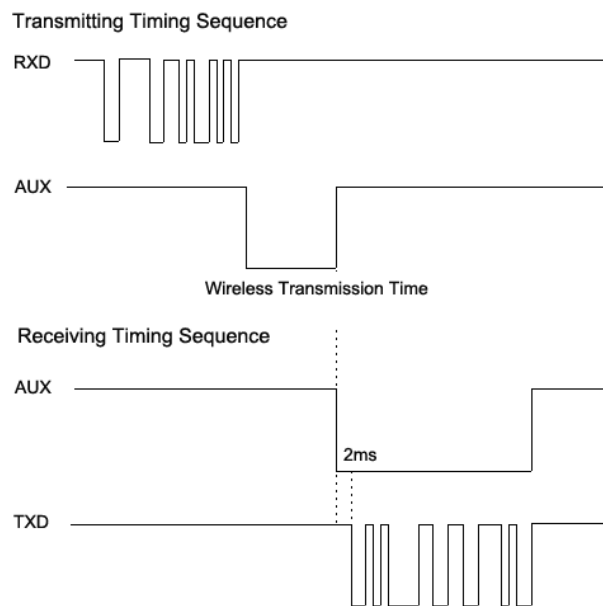 Transmitting Timing Sequence
RXD
AUX
Wireless Transmission Time
Receiving Timing Sequence
AUX
2ms
TXD